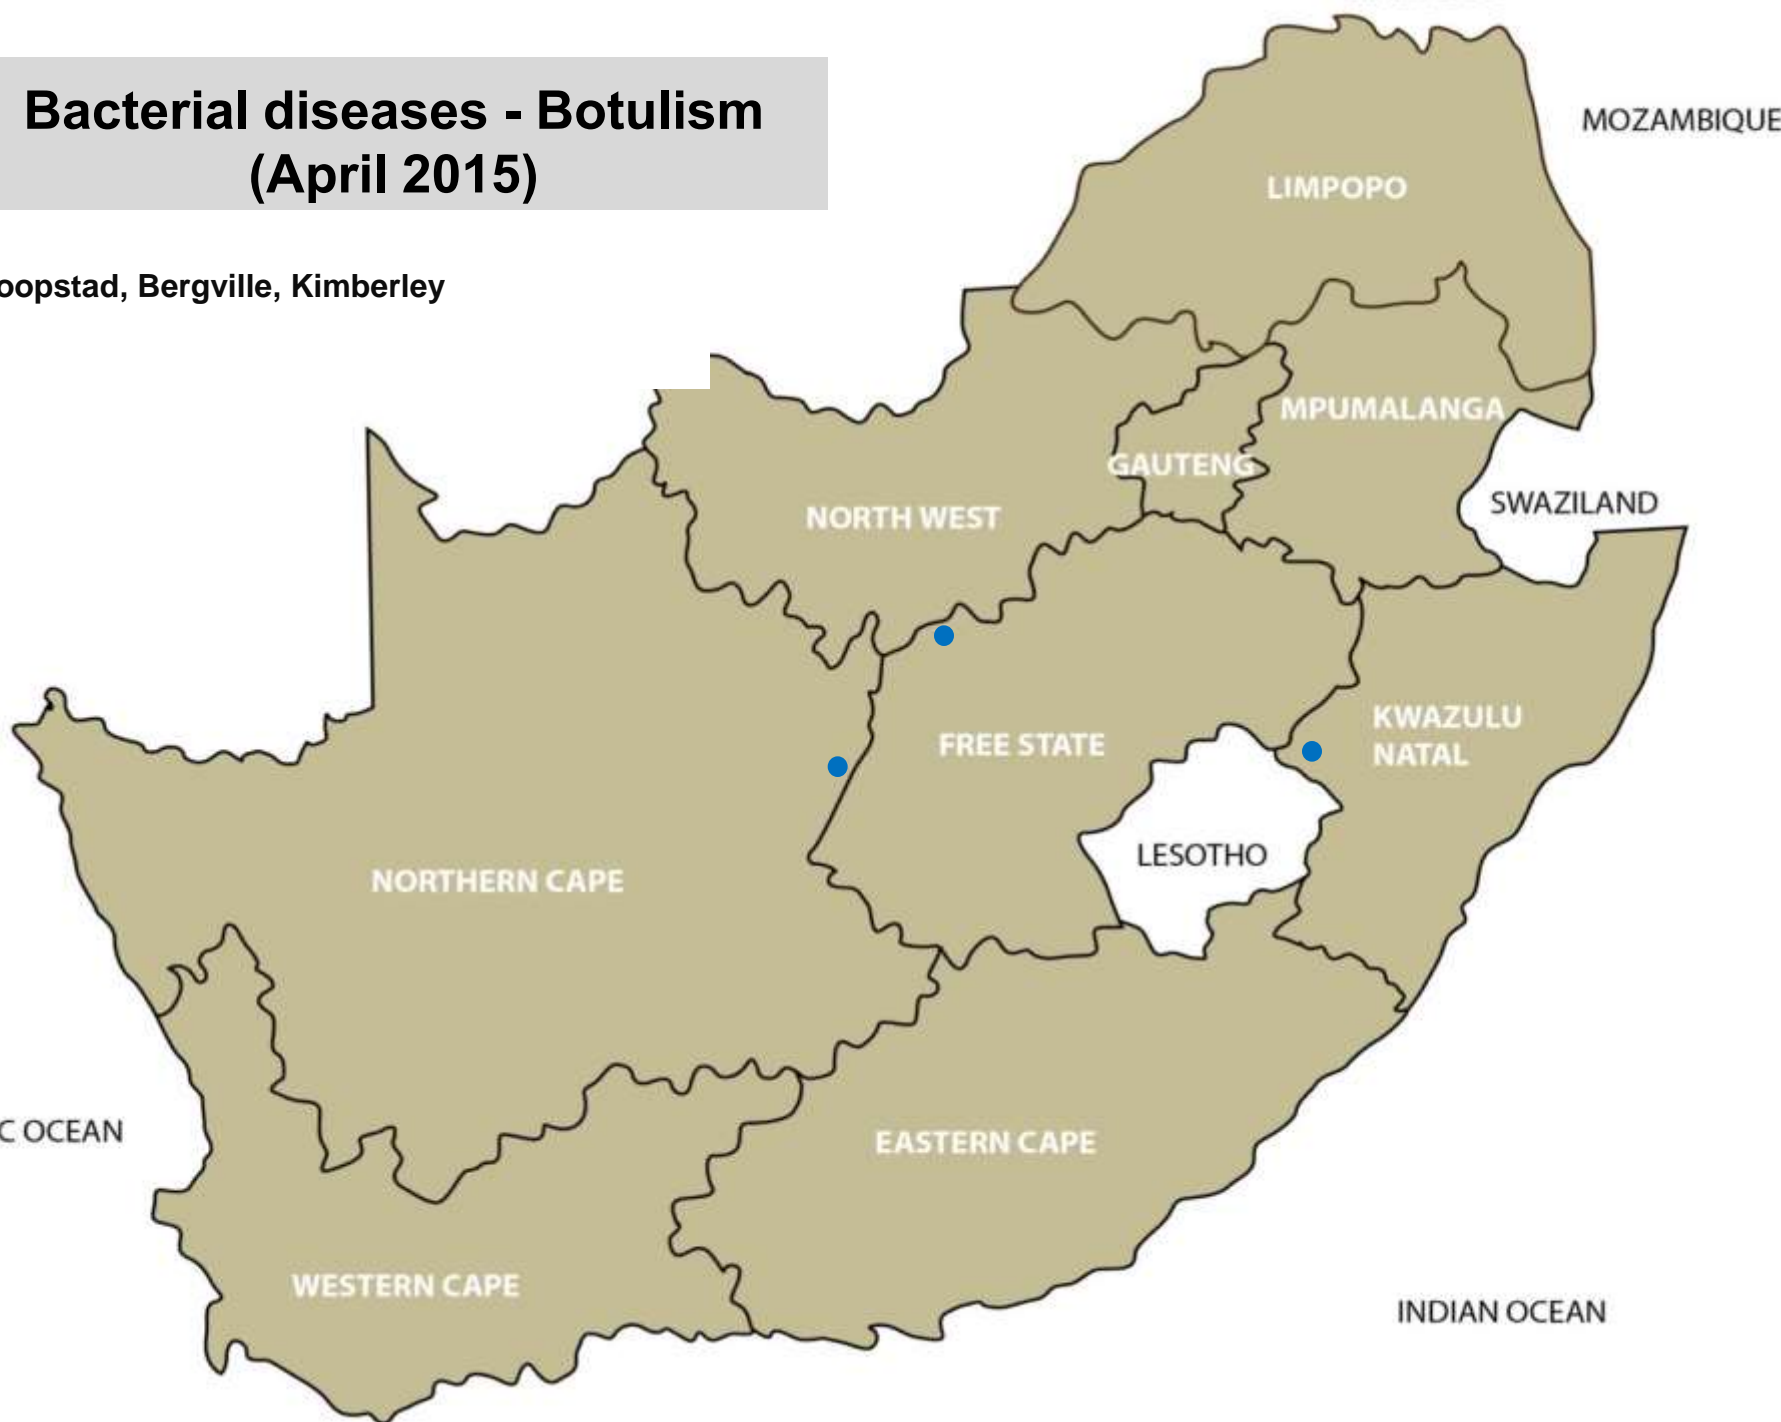 Bacterial diseases - Botulism
(April 2015)
MOZAMBIQUE
LIMPOPO
oopstad, Bergville, Kimberley
MPUMALANGA
GAUTENG
SWAZILAND
NORTH WEST
KWAZULU
NATAL
FREE STATE
LESOTHO
NORTHERN CAPE
C OCEAN
EASTERN CAPE
WESTERN CAPE
INDIAN OCEAN